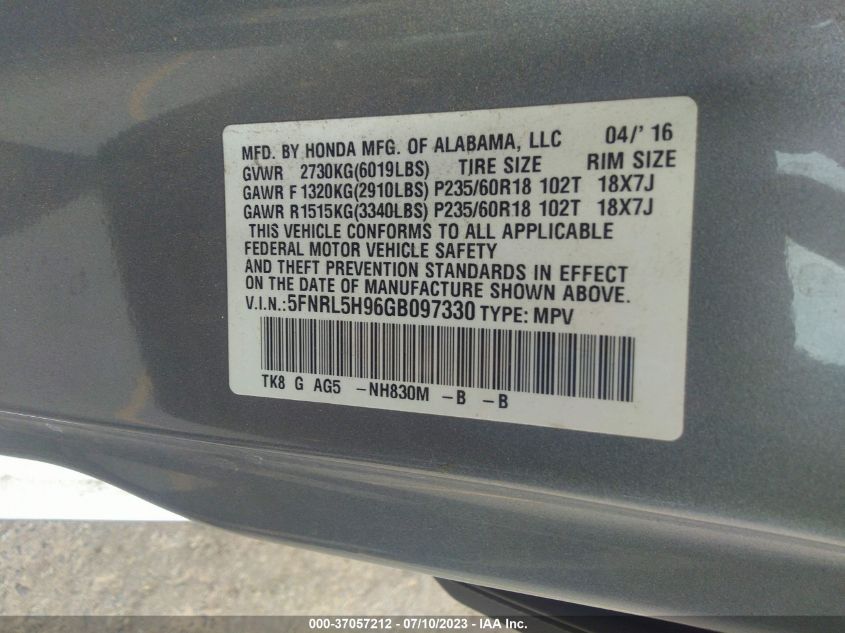 MFD. BY HONDA MFG. OF ALABAMA, LLC 04/'16
GVWR 2730KG(6019LBS) TIRE SIZE RIM SIZE
GAWR F 1320KG(2910LBS) P235/60R18 102T 18X7J
GAWR R1515KG(3340LBS) P235/60R18 102T 18X7J
THIS VEHICLE CONFORMS TO ALL APPLICABLE
FEDERAL MOTOR VEHICLE SAFETY
AND THEFT PREVENTION STANDARDS IN EFFECT
ON THE DATE OF MANUFACTURE SHOWN ABOVE.
V.I.N.:5FNRL5H96GB097330 TYPE: MPV
TK8 G AG5 -NH830M -B -B
000-37057212 - 07/10/2023 - IAA Inc.